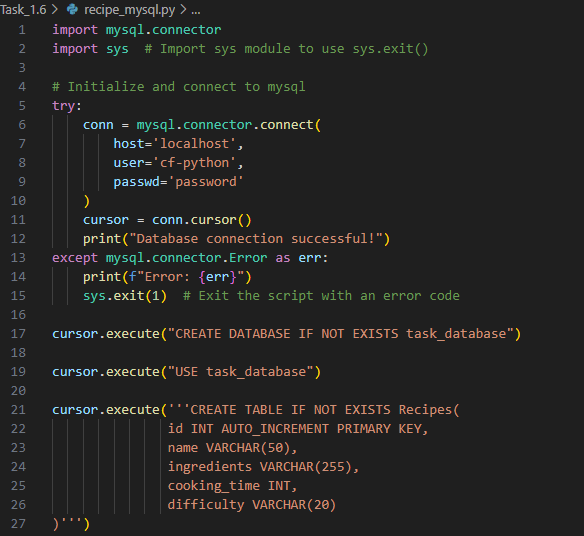 Task_1.6 > recipe_mysql.py > ...
1 import mysql.connector
2 import sys  # Import sys module to use sys.exit()
3
4 # Initialize and connect to mysql
5 try:
6     conn = mysql.connector.connect(
7         host='localhost',
8         user='cf-python',
9         passwd='password'
10     )
11     cursor = conn.cursor()
12     print("Database connection successful!")
13 except mysql.connector.Error as err:
14     print(f"Error: {err}")
15     sys.exit(1)  # Exit the script with an error code
16
17 cursor.execute("CREATE DATABASE IF NOT EXISTS task_database")
18
19 cursor.execute("USE task_database")
20
21 cursor.execute('''CREATE TABLE IF NOT EXISTS Recipes(
22                id INT AUTO_INCREMENT PRIMARY KEY,
23                name VARCHAR(50),
24                ingredients VARCHAR(255),
25                cooking_time INT,
26                difficulty VARCHAR(20)
27 )''')